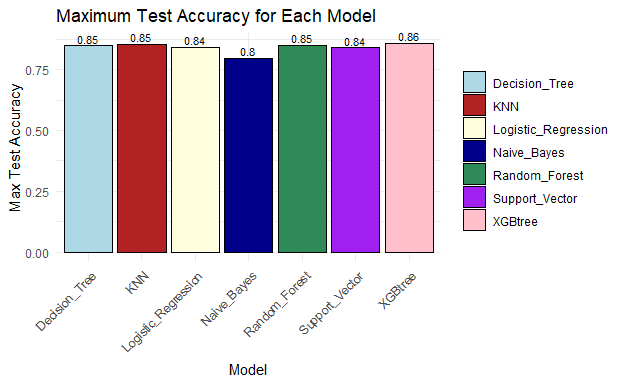 Maximum Test Accuracy for Each Model
Max Test Accuracy
0.75
0.50
0.25
0.00
0.85
0.85
0.84
0.8
0.85
0.84
0.86
Decision_Tree
KNN
Logistic_Regression
Naive_Bayes
Random_Forest
Support_Vector
XGBtree
Model
Decision_Tree
KNN
Logistic_Regression
Naive_Bayes
Random_Forest
Support_Vector
XGBtree